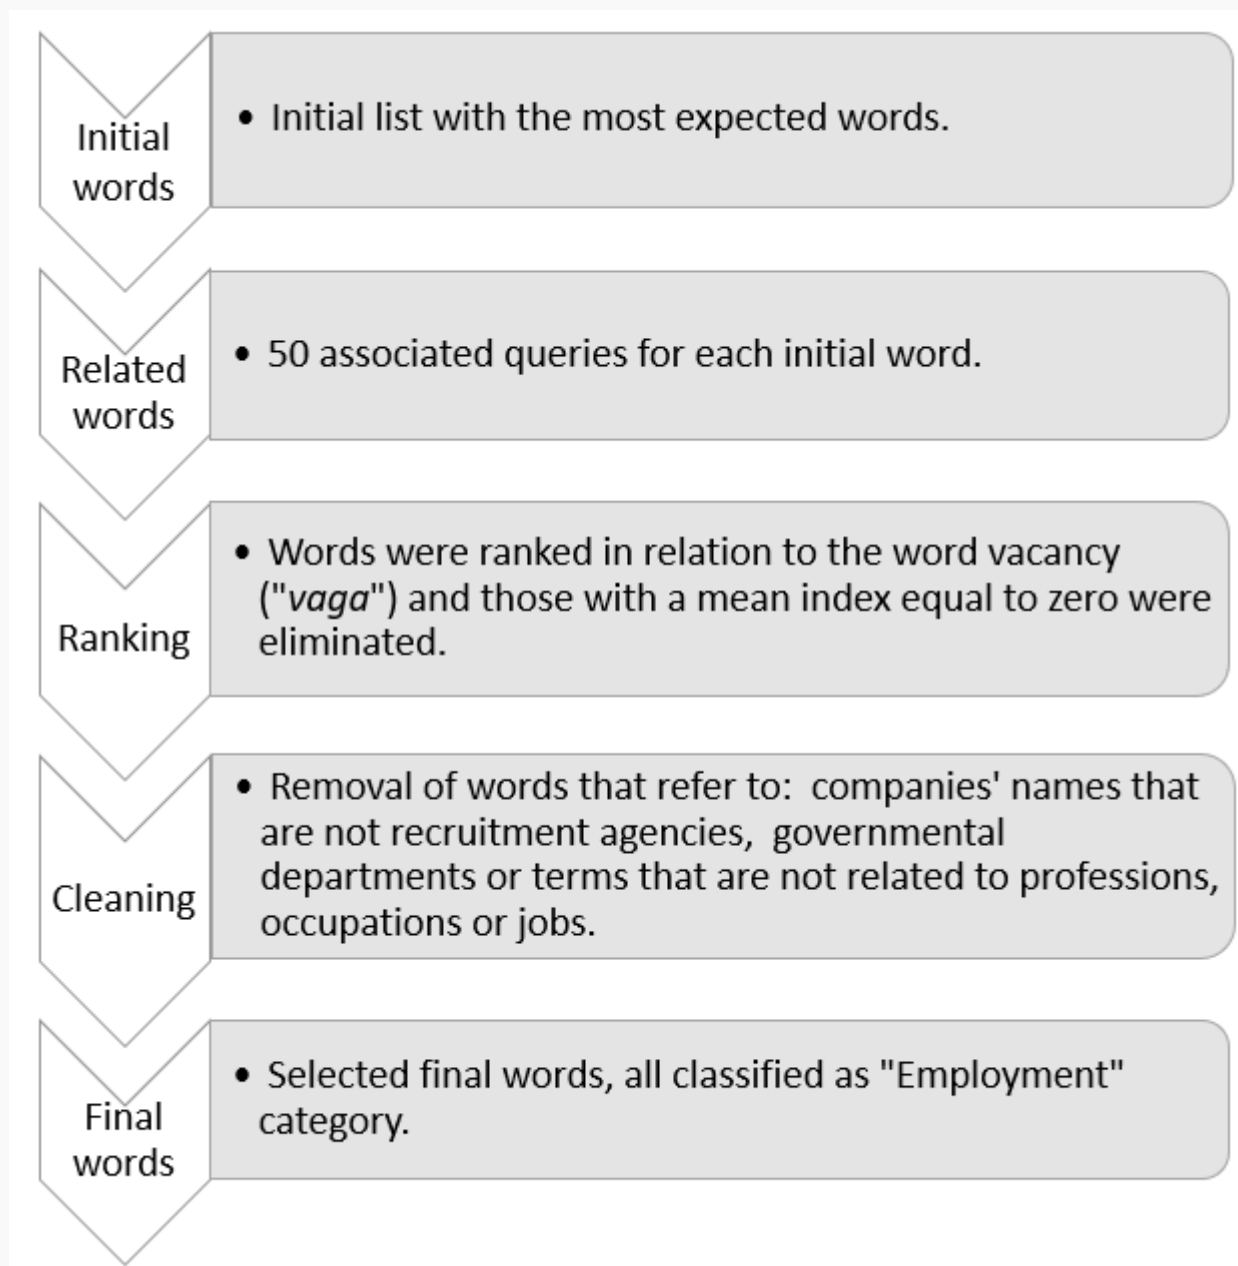 Initial
words
• Initial list with the most expected words.
Related
words
• 50 associated queries for each initial word.
Ranking
• Words were ranked in relation to the word vacancy
("vaga") and those with a mean index equal to zero were
eliminated.
Cleaning
• Removal of words that refer to:  companies' names that
are not recruitment agencies,  governmental
departments or terms that are not related to professions,
occupations or jobs.
Final
words
• Selected final words, all classified as "Employment"
category.